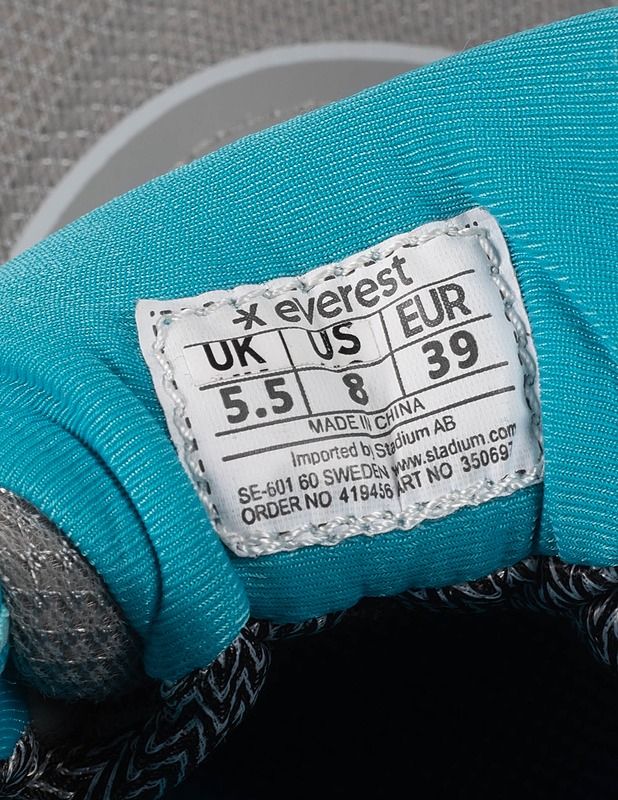 everest
UK US EUR
5.5 8 39
MADE IN CHINA
Imported by Stadium AB
SE-601 60 SWEDEN www.stadium.com
ORDER NO 419456 ART NO 350697